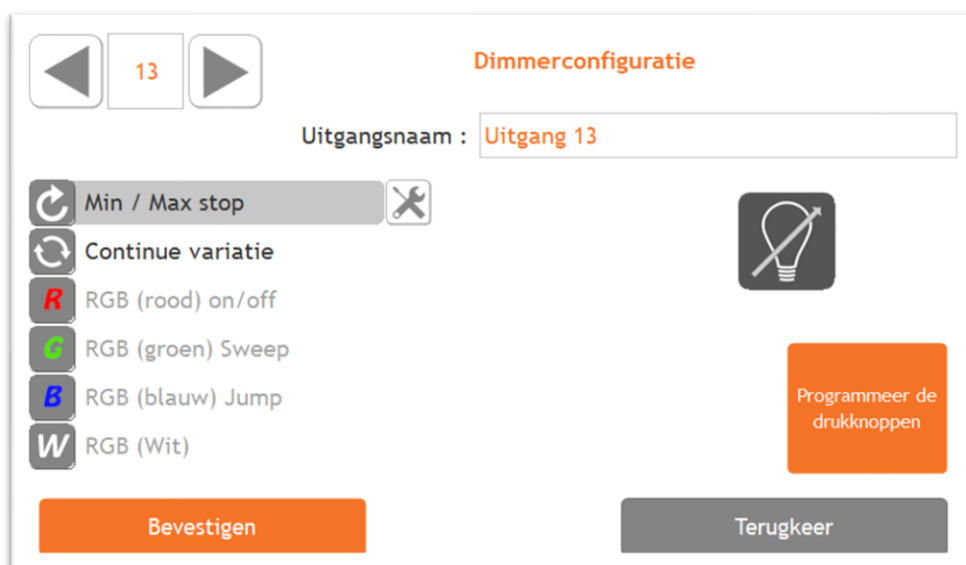 13
Dimmerconfiguratie
Uitgangsnaam : Uitgang 13
Min / Max stop
Continue variatie
R RGB (rood) on/off
G RGB (groen) Sweep
B RGB (blauw) Jump
W RGB (Wit)
Programmeer de
drukknoppen
Bevestigen
Terugkeer